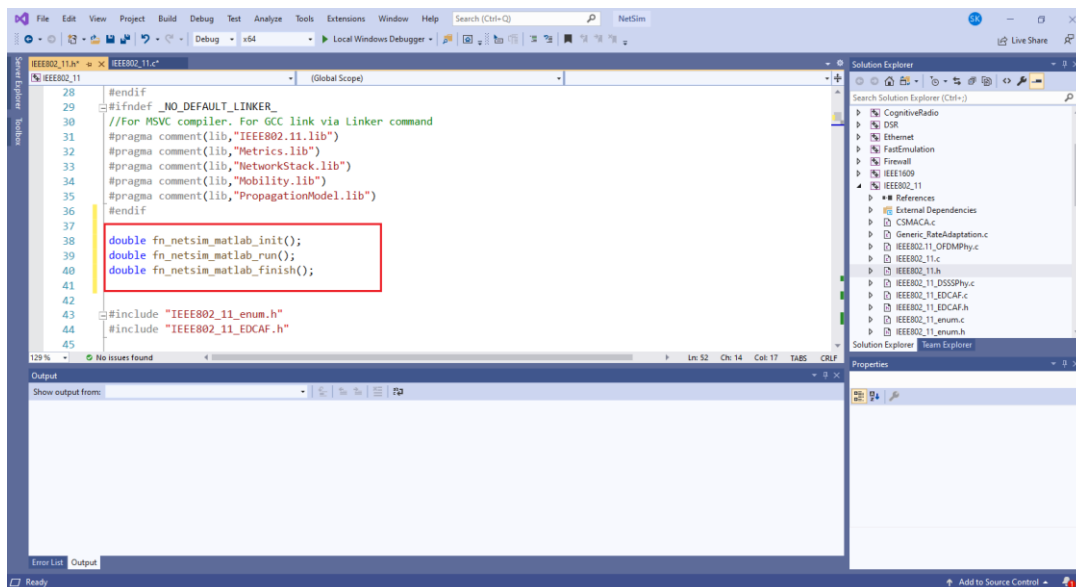 File Edit View Project Build Debug Test Analyze Tools Extensions Window Help Search (Ctrl+Q) NetSim SK
Debug x64 Local Windows Debugger Live Share
Server Explorer
Toolbox
IEEE802_11.h* IEEE802_11.c*
IEEE802_11 (Global Scope)
28 #endif
29 #ifndef _NO_DEFAULT_LINKER_
30 //For MSVC compiler. For GCC link via Linker command
31 #pragma comment(lib,"IEEE802.11.lib")
32 #pragma comment(lib,"Metrics.lib")
33 #pragma comment(lib,"NetworkStack.lib")
34 #pragma comment(lib,"Mobility.lib")
35 #pragma comment(lib,"PropagationModel.lib")
36 #endif
37
38 double fn_netsim_matlab_init();
39 double fn_netsim_matlab_run();
40 double fn_netsim_matlab_finish();
41
42
43 #include "IEEE802_11_enum.h"
44 #include "IEEE802_11_EDCAF.h"
45
129 % No issues found Ln: 52 Ch: 14 Col: 17 TABS CRLF
Output
Show output from:
Error List Output
Solution Explorer
Search Solution Explorer (Ctrl+;)
CognitiveRadio
DSR
Ethernet
FastEmulation
Firewall
IEEE1609
IEEE802_11
References
External Dependencies
CSMACA.c
Generic_RateAdaptation.c
IEEE802.11_OFDMPhy.c
IEEE802_11.c
IEEE802_11.h
IEEE802_11_DSSSPhy.c
IEEE802_11_EDCAF.c
IEEE802_11_EDCAF.h
IEEE802_11_enum.c
IEEE802_11_enum.h
Solution Explorer Team Explorer
Properties
Ready Add to Source Control 1